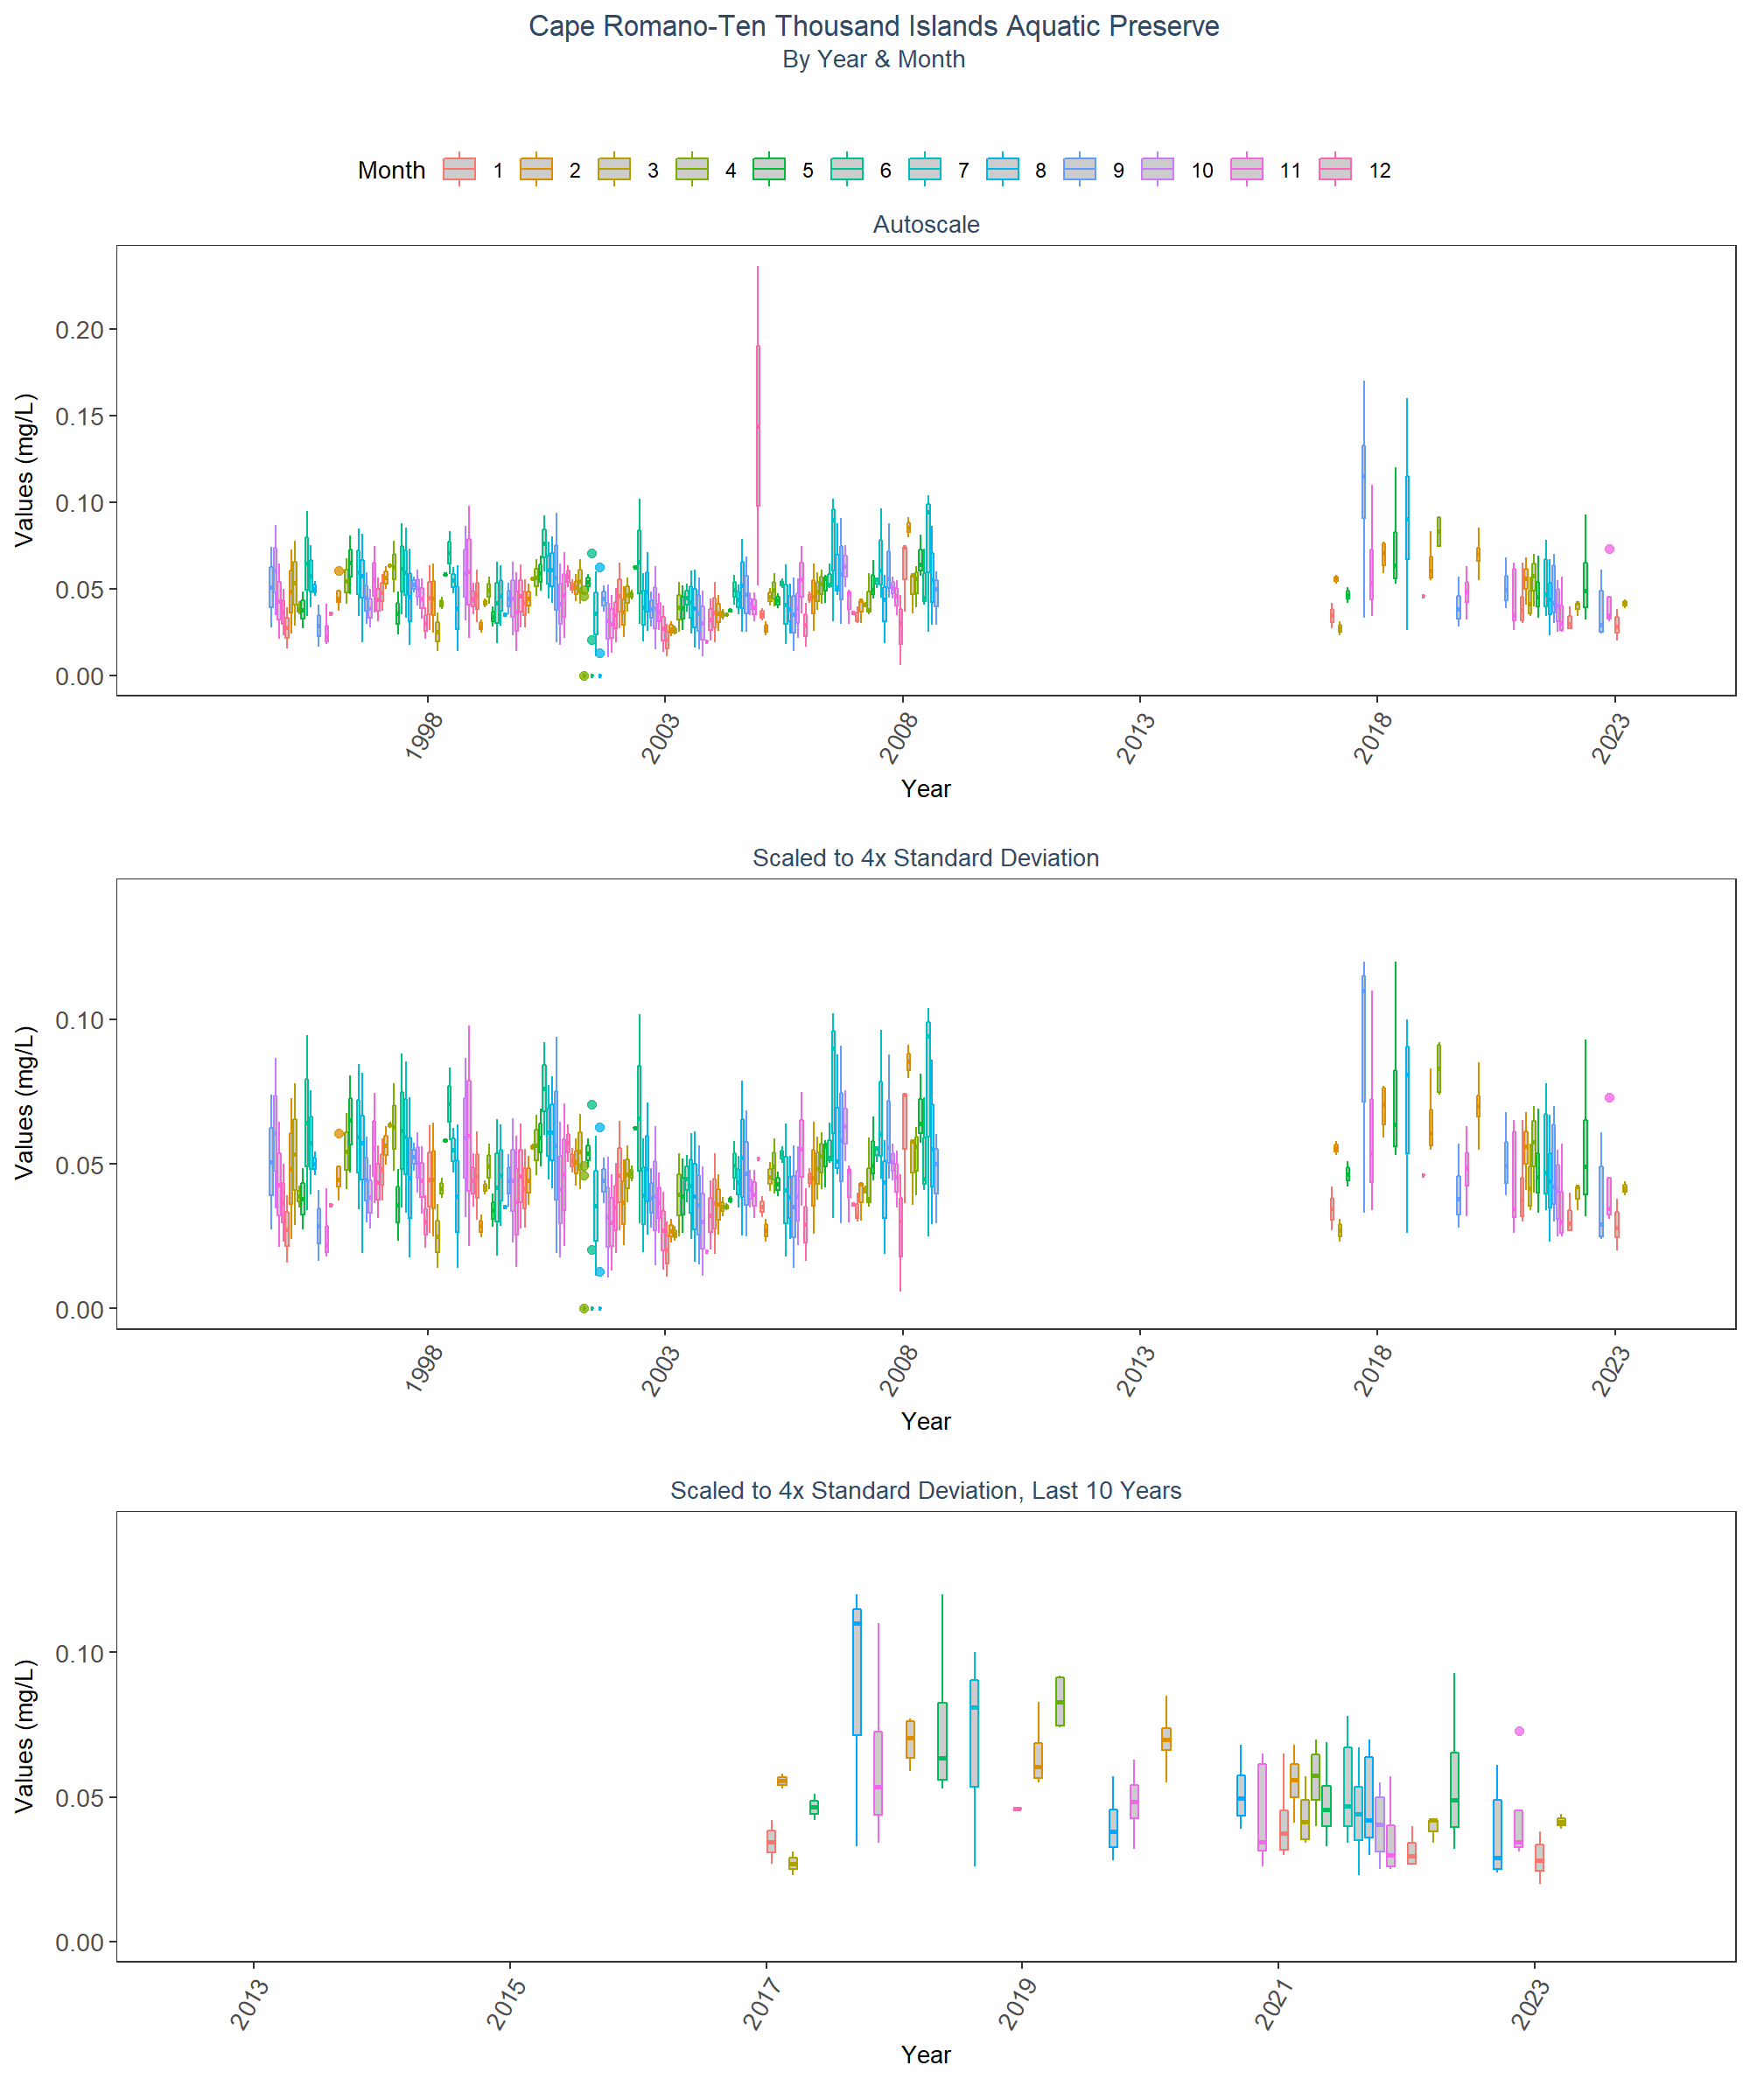 Cape Romano-Ten Thousand Islands Aquatic Preserve
By Year & Month
Month 1 2 3 4 5 6 7 8 9 10 11 12
Autoscale
Values (mg/L)
0.20
0.15
0.10
0.05
0.00
1998 2003 2008 2013 2018 2023
Year
Scaled to 4x Standard Deviation
Values (mg/L)
0.10
0.05
0.00
1998 2003 2008 2013 2018 2023
Year
Scaled to 4x Standard Deviation, Last 10 Years
Values (mg/L)
0.10
0.05
0.00
2013 2015 2017 2019 2021 2023
Year